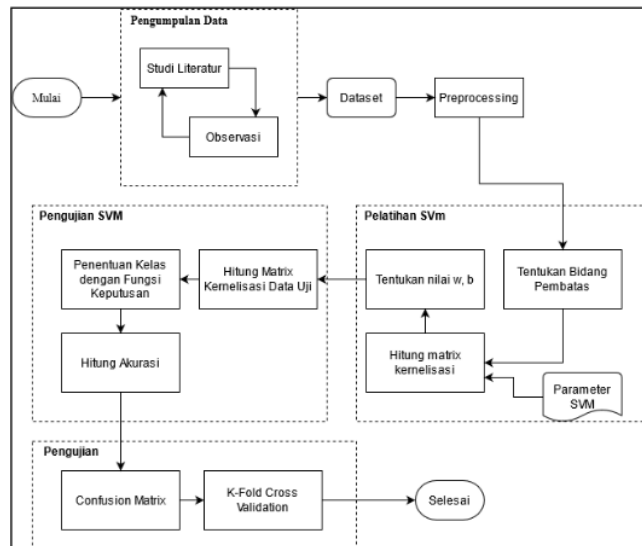 Pengumpulan Data
Mulai
Studi Literatur
Observasi
Dataset
Preprocessing
Pelatihan SVm
Tentukan Bidang
Pembatas
Parameter
SVM
Hitung matrix
kernelisasi
Tentukan nilai w, b
Pengujian SVM
Hitung Matrix
Kernelisasi Data Uji
Penentuan Kelas
dengan Fungsi
Keputusan
Hitung Akurasi
Pengujian
Confusion Matrix
K-Fold Cross
Validation
Selesai